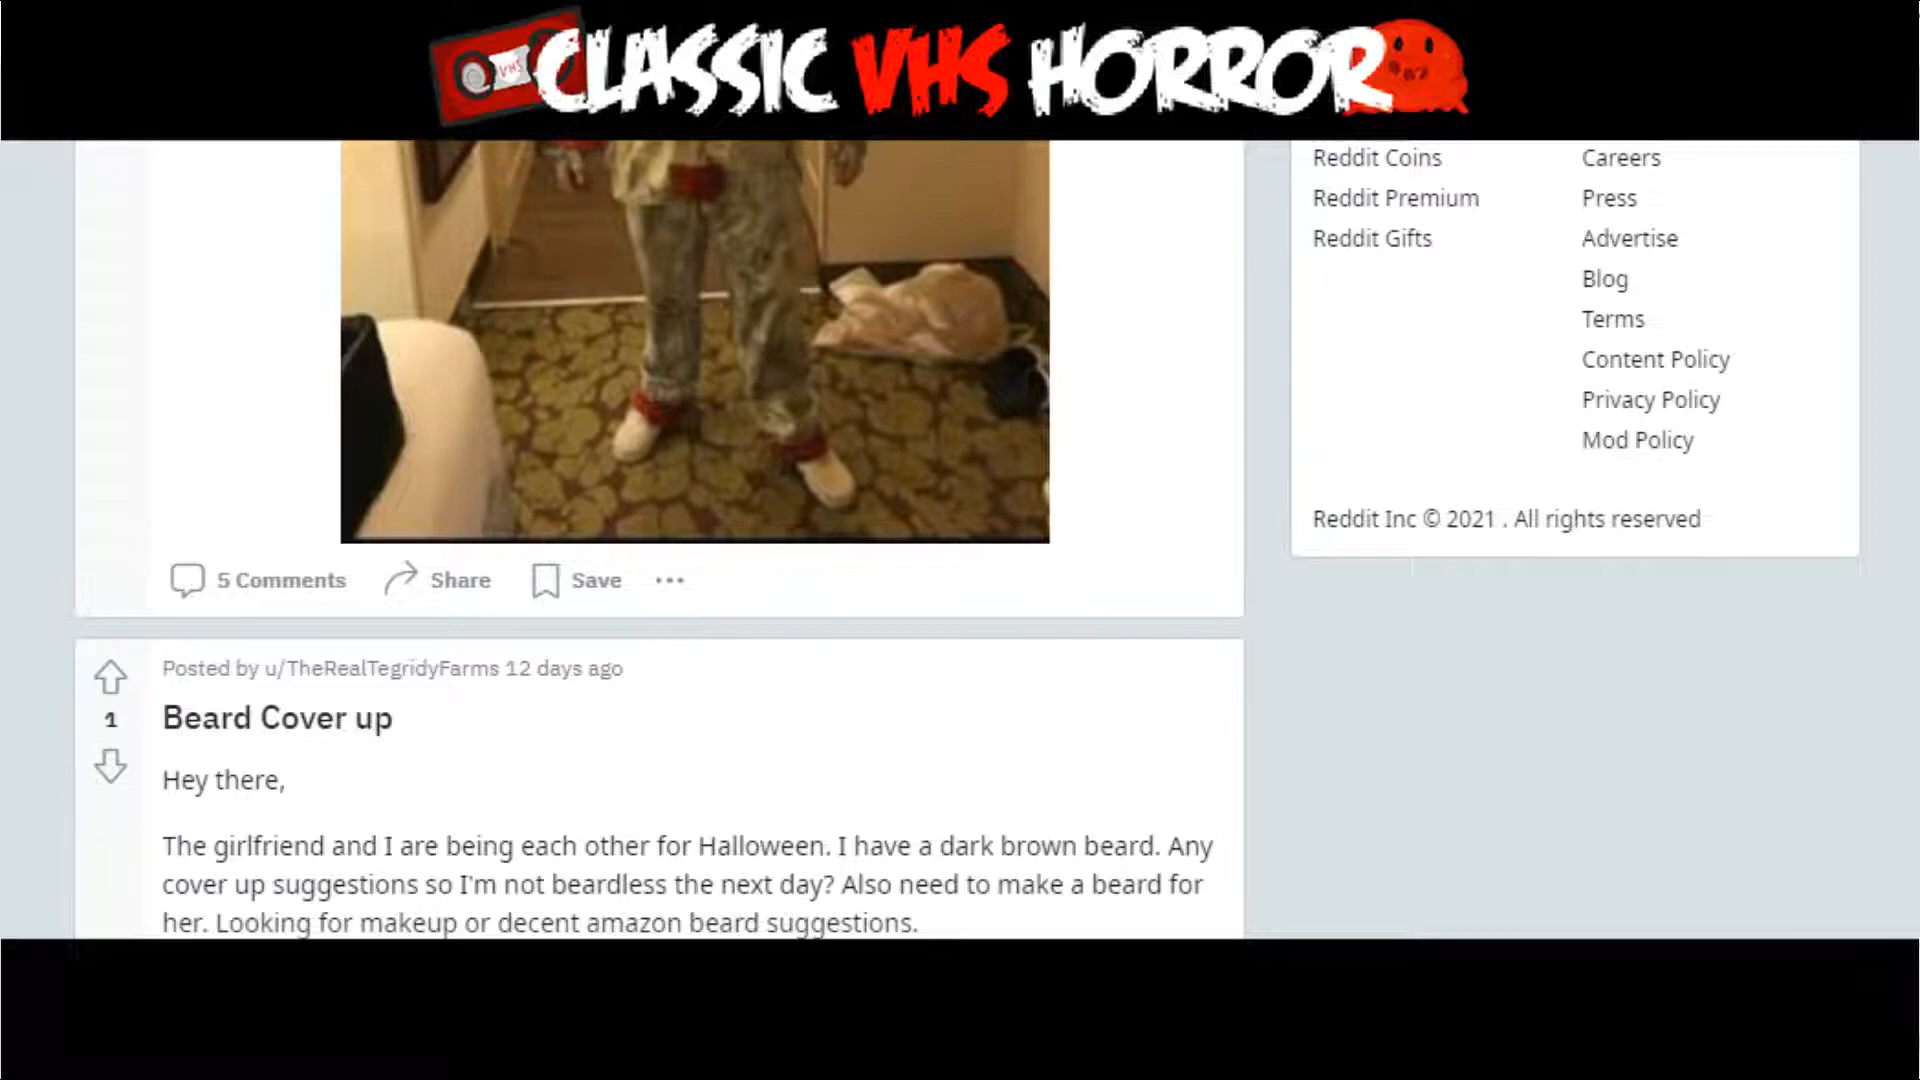 VHS
CLASSIC VHS HORROR
Reddit Coins
Careers
Reddit Premium
Press
Reddit Gifts
Advertise
Blog
Terms
Content Policy
Privacy Policy
Mod Policy
Reddit Inc © 2021 . All rights reserved
5 Comments Share Save
Posted by u/TheRealTegridyFarms 12 days ago
1
Beard Cover up
Hey there,
The girlfriend and I are being each other for Halloween. I have a dark brown beard. Any
cover up suggestions so I'm not beardless the next day? Also need to make a beard for
her. Looking for makeup or decent amazon beard suggestions.